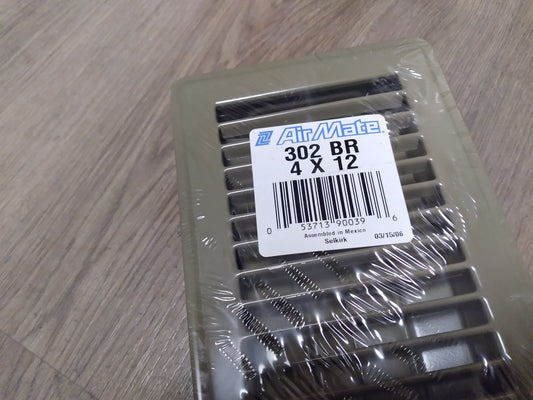 AirMate
302 BR
4 X 12
0 53713 90039 6
Assembled in Mexico
Selkirk 03/15/06